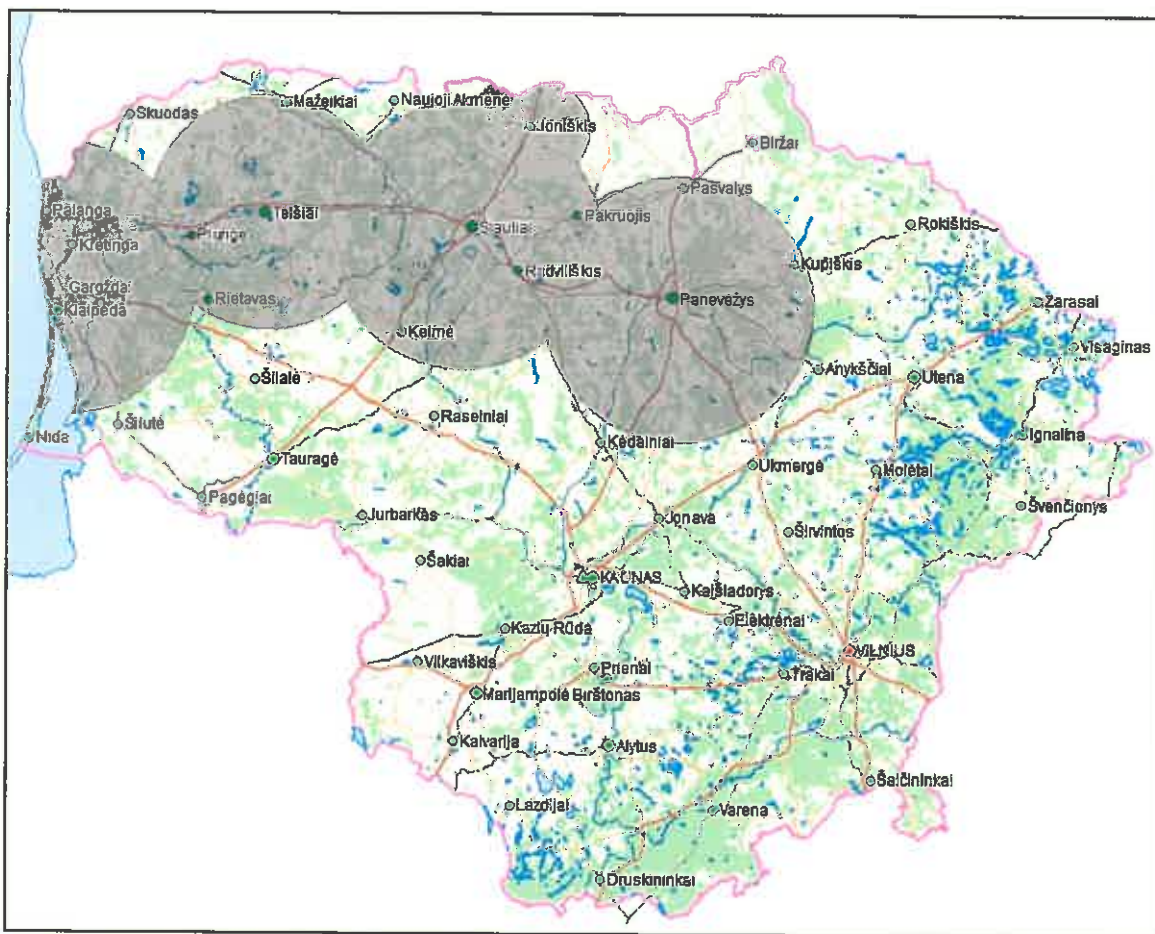 Mažeikiai
Naujoji Akmenė
Skuodas
Joniškis
Biržai
Pasvalys
Palanga
Telšiai
Pakruojis
Rokiškis
Šiauliai
Plungė
Kretinga
Kupiškis
Radviliškis
Gargždai
Rietavas
Panevėžys
Zarasai
Klaipėda
Kelmė
Visaginas
Anykščiai
Utena
Šilalė
Raseiniai
Šilutė
Nida
Ignalina
Kėdainiai
Tauragė
Ukmergė
Molėtai
Pagėgiai
Švenčionys
Jurbarkas
Jonava
Širvintos
Šakiai
KAUNAS
Kaišiadorys
Elektrėnai
Kazlų Rūda
VILNIUS
Vilkaviškis
Prienai
Trakai
Marijampolė
Birštonas
Kalvarija
Alytus
Šalčininkai
Lazdijai
Varėna
Druskininkai